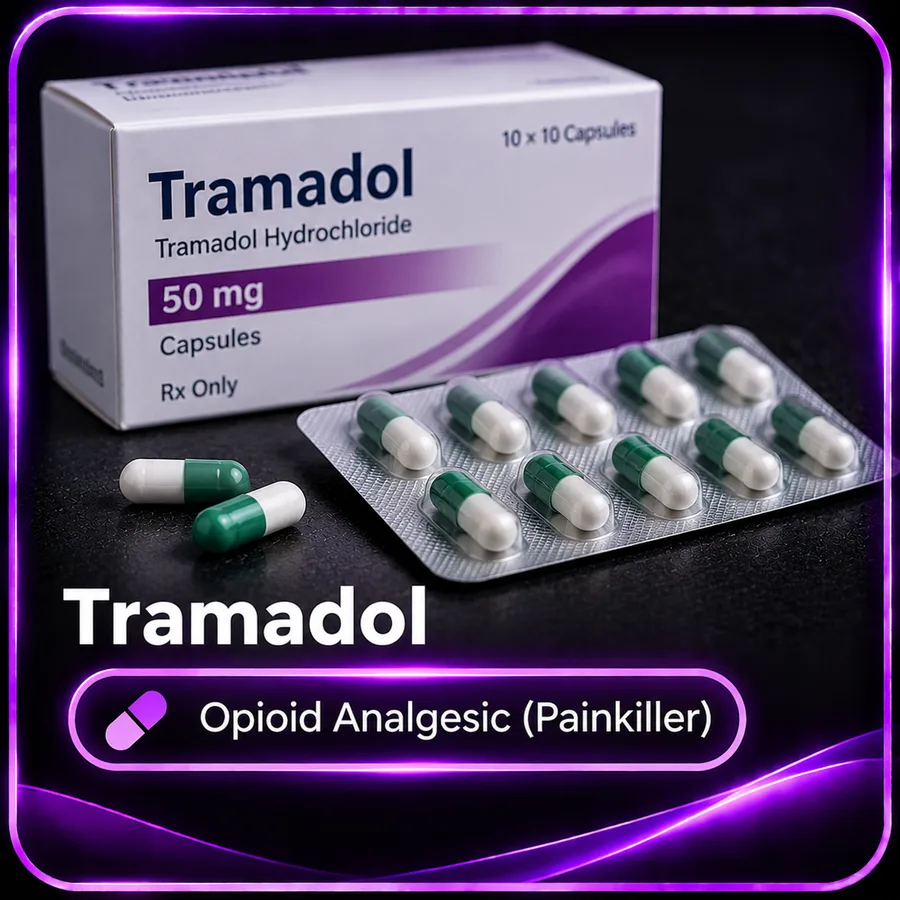 10 × 10 Capsules
Tramadol
Tramadol Hydrochloride
50 mg
Capsules
Rx Only
Tramadol
Opioid Analgesic (Painkiller)